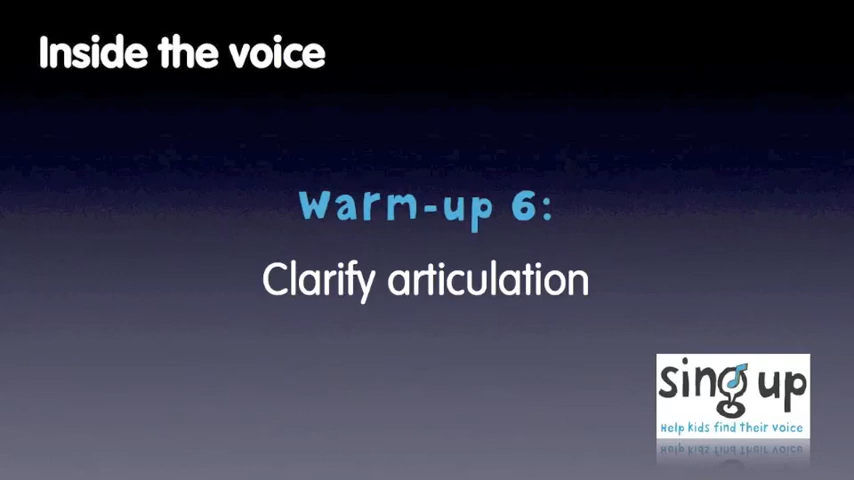 Inside the voice
Warm-up 6:
Clarify articulation
sing up
Help kids find their voice